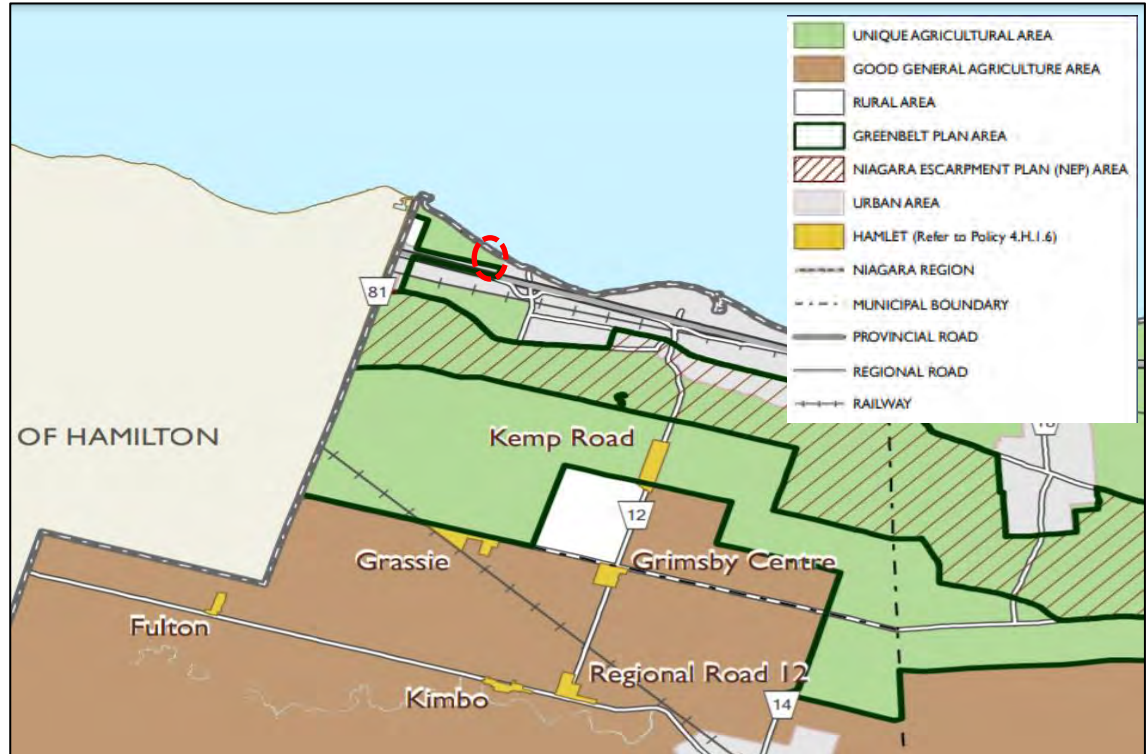 UNIQUE AGRICULTURAL AREA
GOOD GENERAL AGRICULTURE AREA
RURAL AREA
GREENBELT PLAN AREA
NIAGARA ESCARPMENT PLAN (NEP) AREA
URBAN AREA
HAMLET (Refer to Policy 4.H.1.6)
NIAGARA REGION
MUNICIPAL BOUNDARY
PROVINCIAL ROAD
REGIONAL ROAD
RAILWAY
81
OF HAMILTON
Kemp Road
12
Grassie
Grimsby Centre
Fulton
Regional Road 12
Kimbo
14